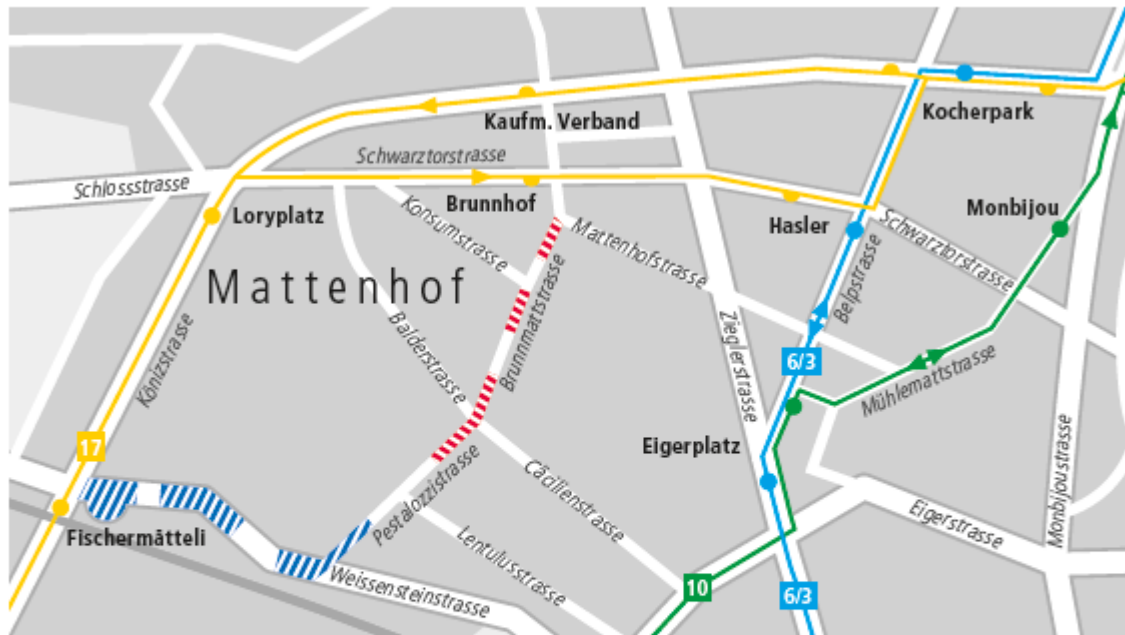 Kocherpark
Kaufm. Verband
Schwarztorstrasse
Schlossstrasse
Brunnhof
Loryplatz
Konsumstrasse
Hasler
Monbijou
Mattenhofstrasse
Schwarztorstrasse
Mattenhof
Belpstrasse
Balderstrasse
Brunnmattstrasse
Zieglerstrasse
Könizstrasse
6/3
Mühlemattstrasse
17
Eigerplatz
Cäcilienstrasse
Pestalozzistrasse
Monbijoustrasse
Eigerstrasse
Fischermätteli
Lentulusstrasse
Weissensteinstrasse
10
6/3